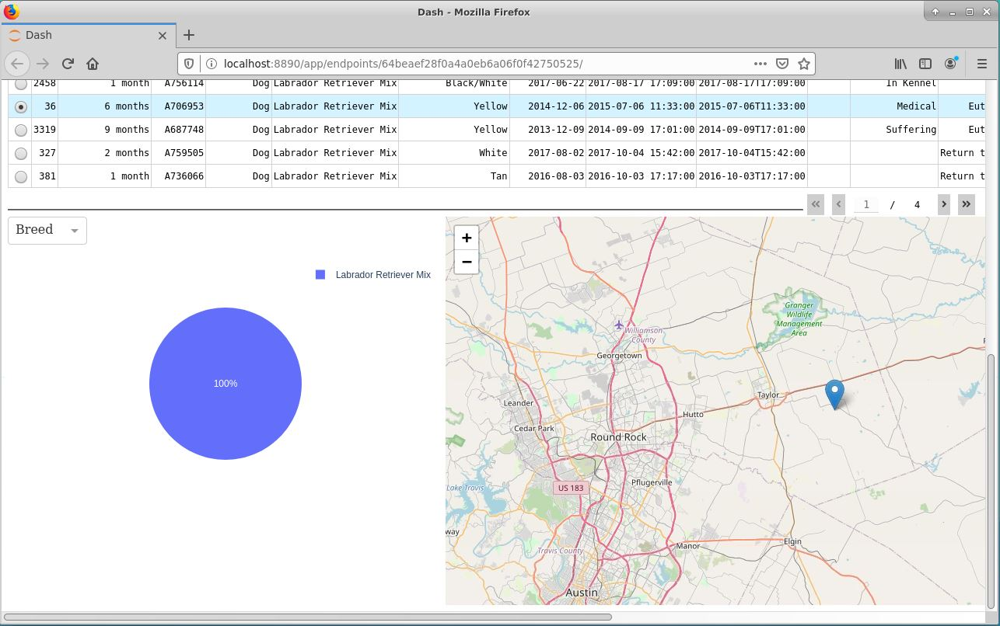 Dash - Mozilla Firefox
Dash
localhost:8890/app/endpoints/64beaef28f0a4a0eb6a06f0f42750525/
2458 1 month A756114 Dog Labrador Retriever Mix Black/White 2017-06-22 2017-08-17 17:09:00 2017-08-17T17:09:00 In Kennel
36 6 months A706953 Dog Labrador Retriever Mix Yellow 2014-12-06 2015-07-06 11:33:00 2015-07-06T11:33:00 Medical Eut
3319 9 months A687748 Dog Labrador Retriever Mix Yellow 2013-12-09 2014-09-09 17:01:00 2014-09-09T17:01:00 Suffering Eut
327 2 months A759505 Dog Labrador Retriever Mix White 2017-08-02 2017-10-04 15:42:00 2017-10-04T15:42:00 Return t
381 1 month A736066 Dog Labrador Retriever Mix Tan 2016-08-03 2016-10-03 17:17:00 2016-10-03T17:17:00 Return t
« ‹ 1 / 4 › »
Breed
Labrador Retriever Mix
100%
+
−
Granger
Wildlife
Management
Area
Williamson
County
Georgetown
Leander
Taylor
Hutto
Cedar Park
Round Rock
Pflugerville
US 183
Lake Travis
way
Elgin
Manor
Travis County
Austin